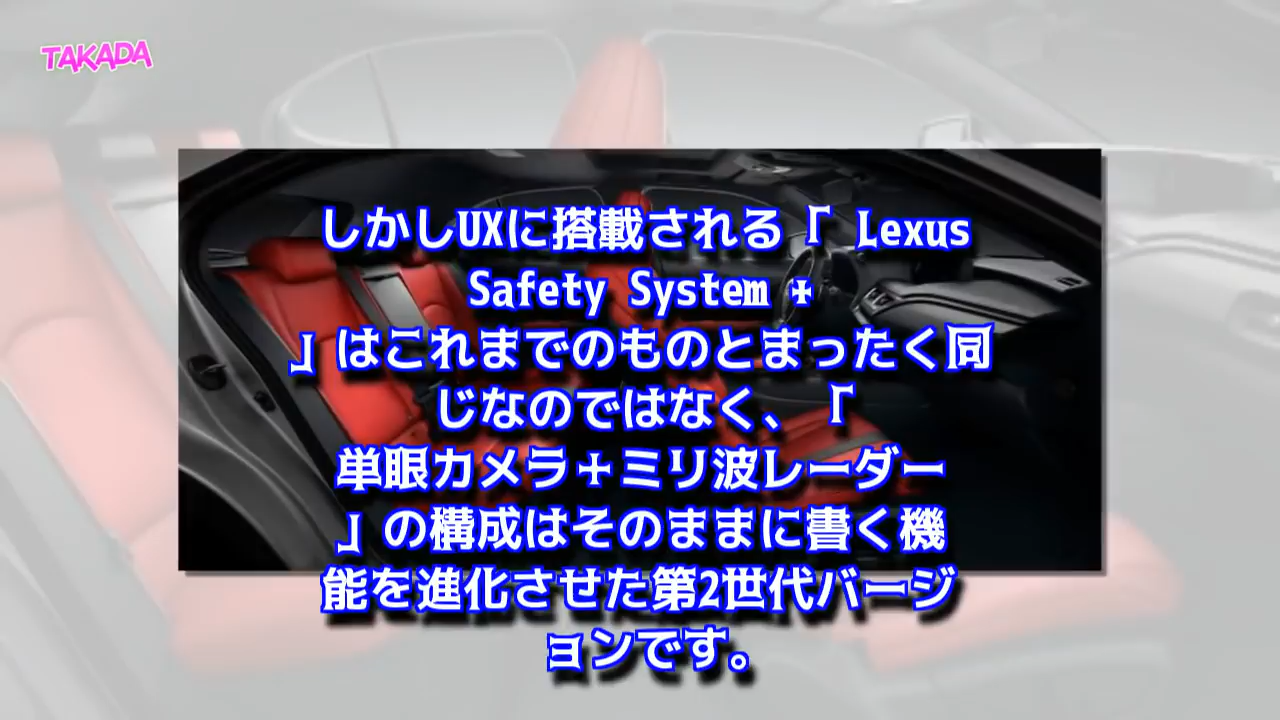 TAKADA
しかしUXに搭載される「 Lexus
Safety System +
」はこれまでのものとまったく同
じなのではなく、「
単眼カメラ＋ミリ波レーダー
」の構成はそのままに書く機
能を進化させた第2世代バージ
ョンです。